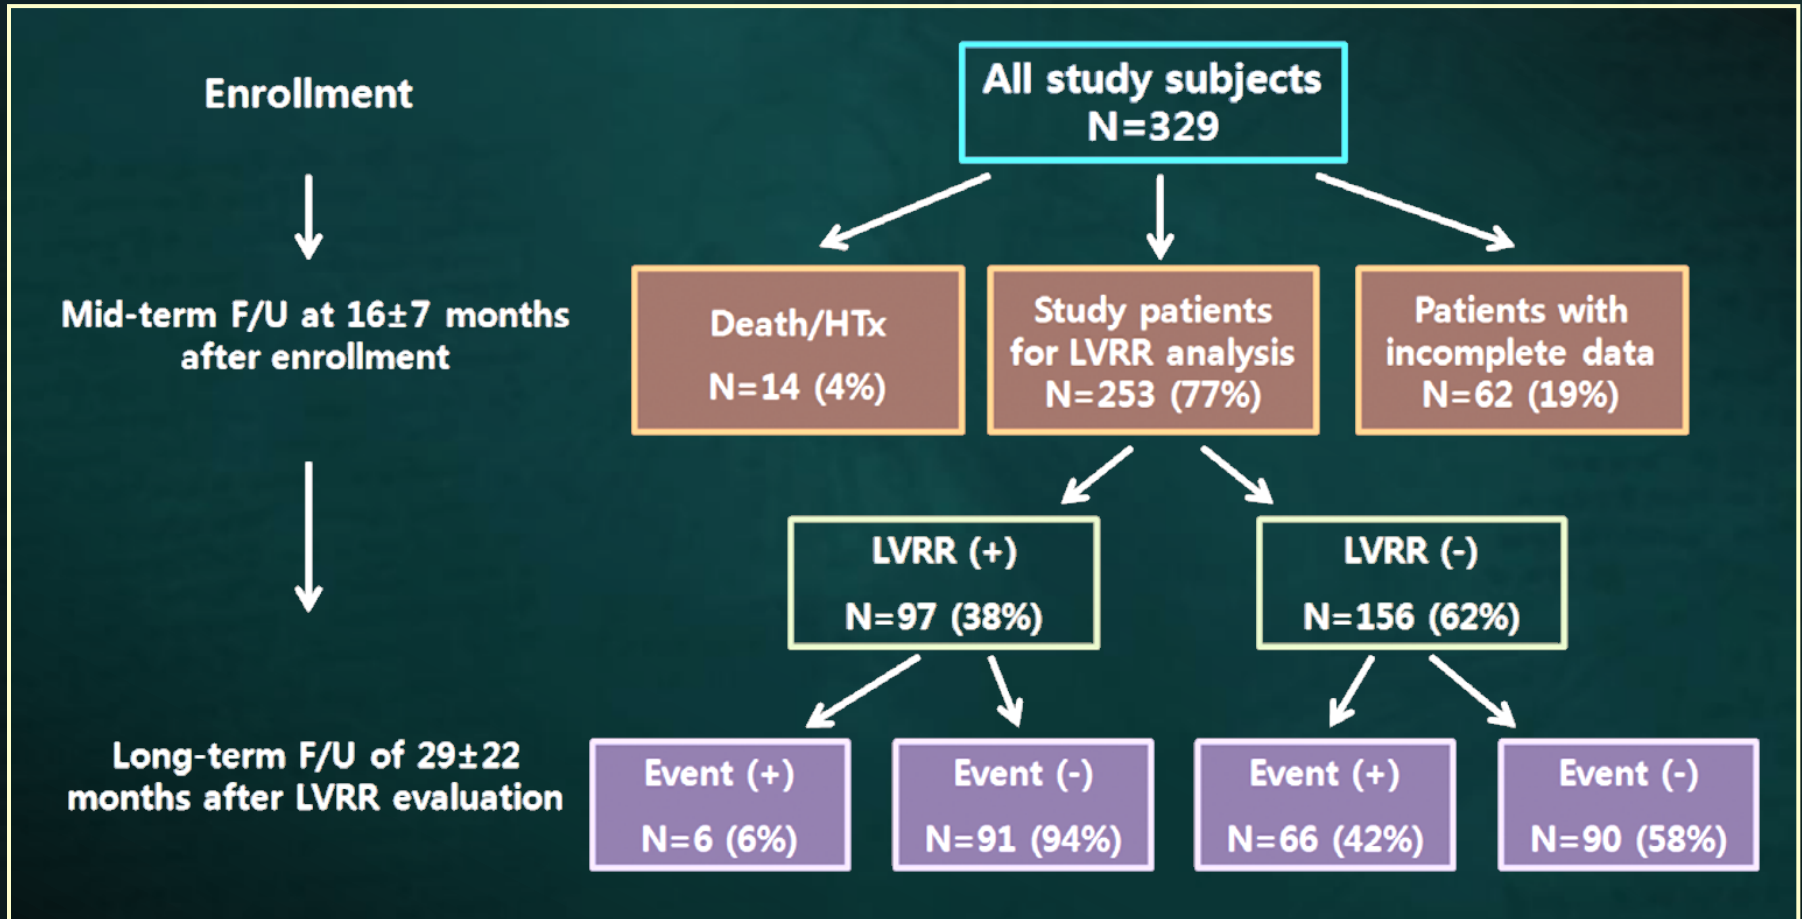 Enrollment
All study subjects
N=329
Mid-term F/U at 16±7 months
after enrollment
Death/HTx
N=14 (4%)
Study patients
for LVRR analysis
N=253 (77%)
Patients with
incomplete data
N=62 (19%)
LVRR (+)
N=97 (38%)
LVRR (-)
N=156 (62%)
Long-term F/U of 29±22
months after LVRR evaluation
Event (+)
N=6 (6%)
Event (-)
N=91 (94%)
Event (+)
N=66 (42%)
Event (-)
N=90 (58%)